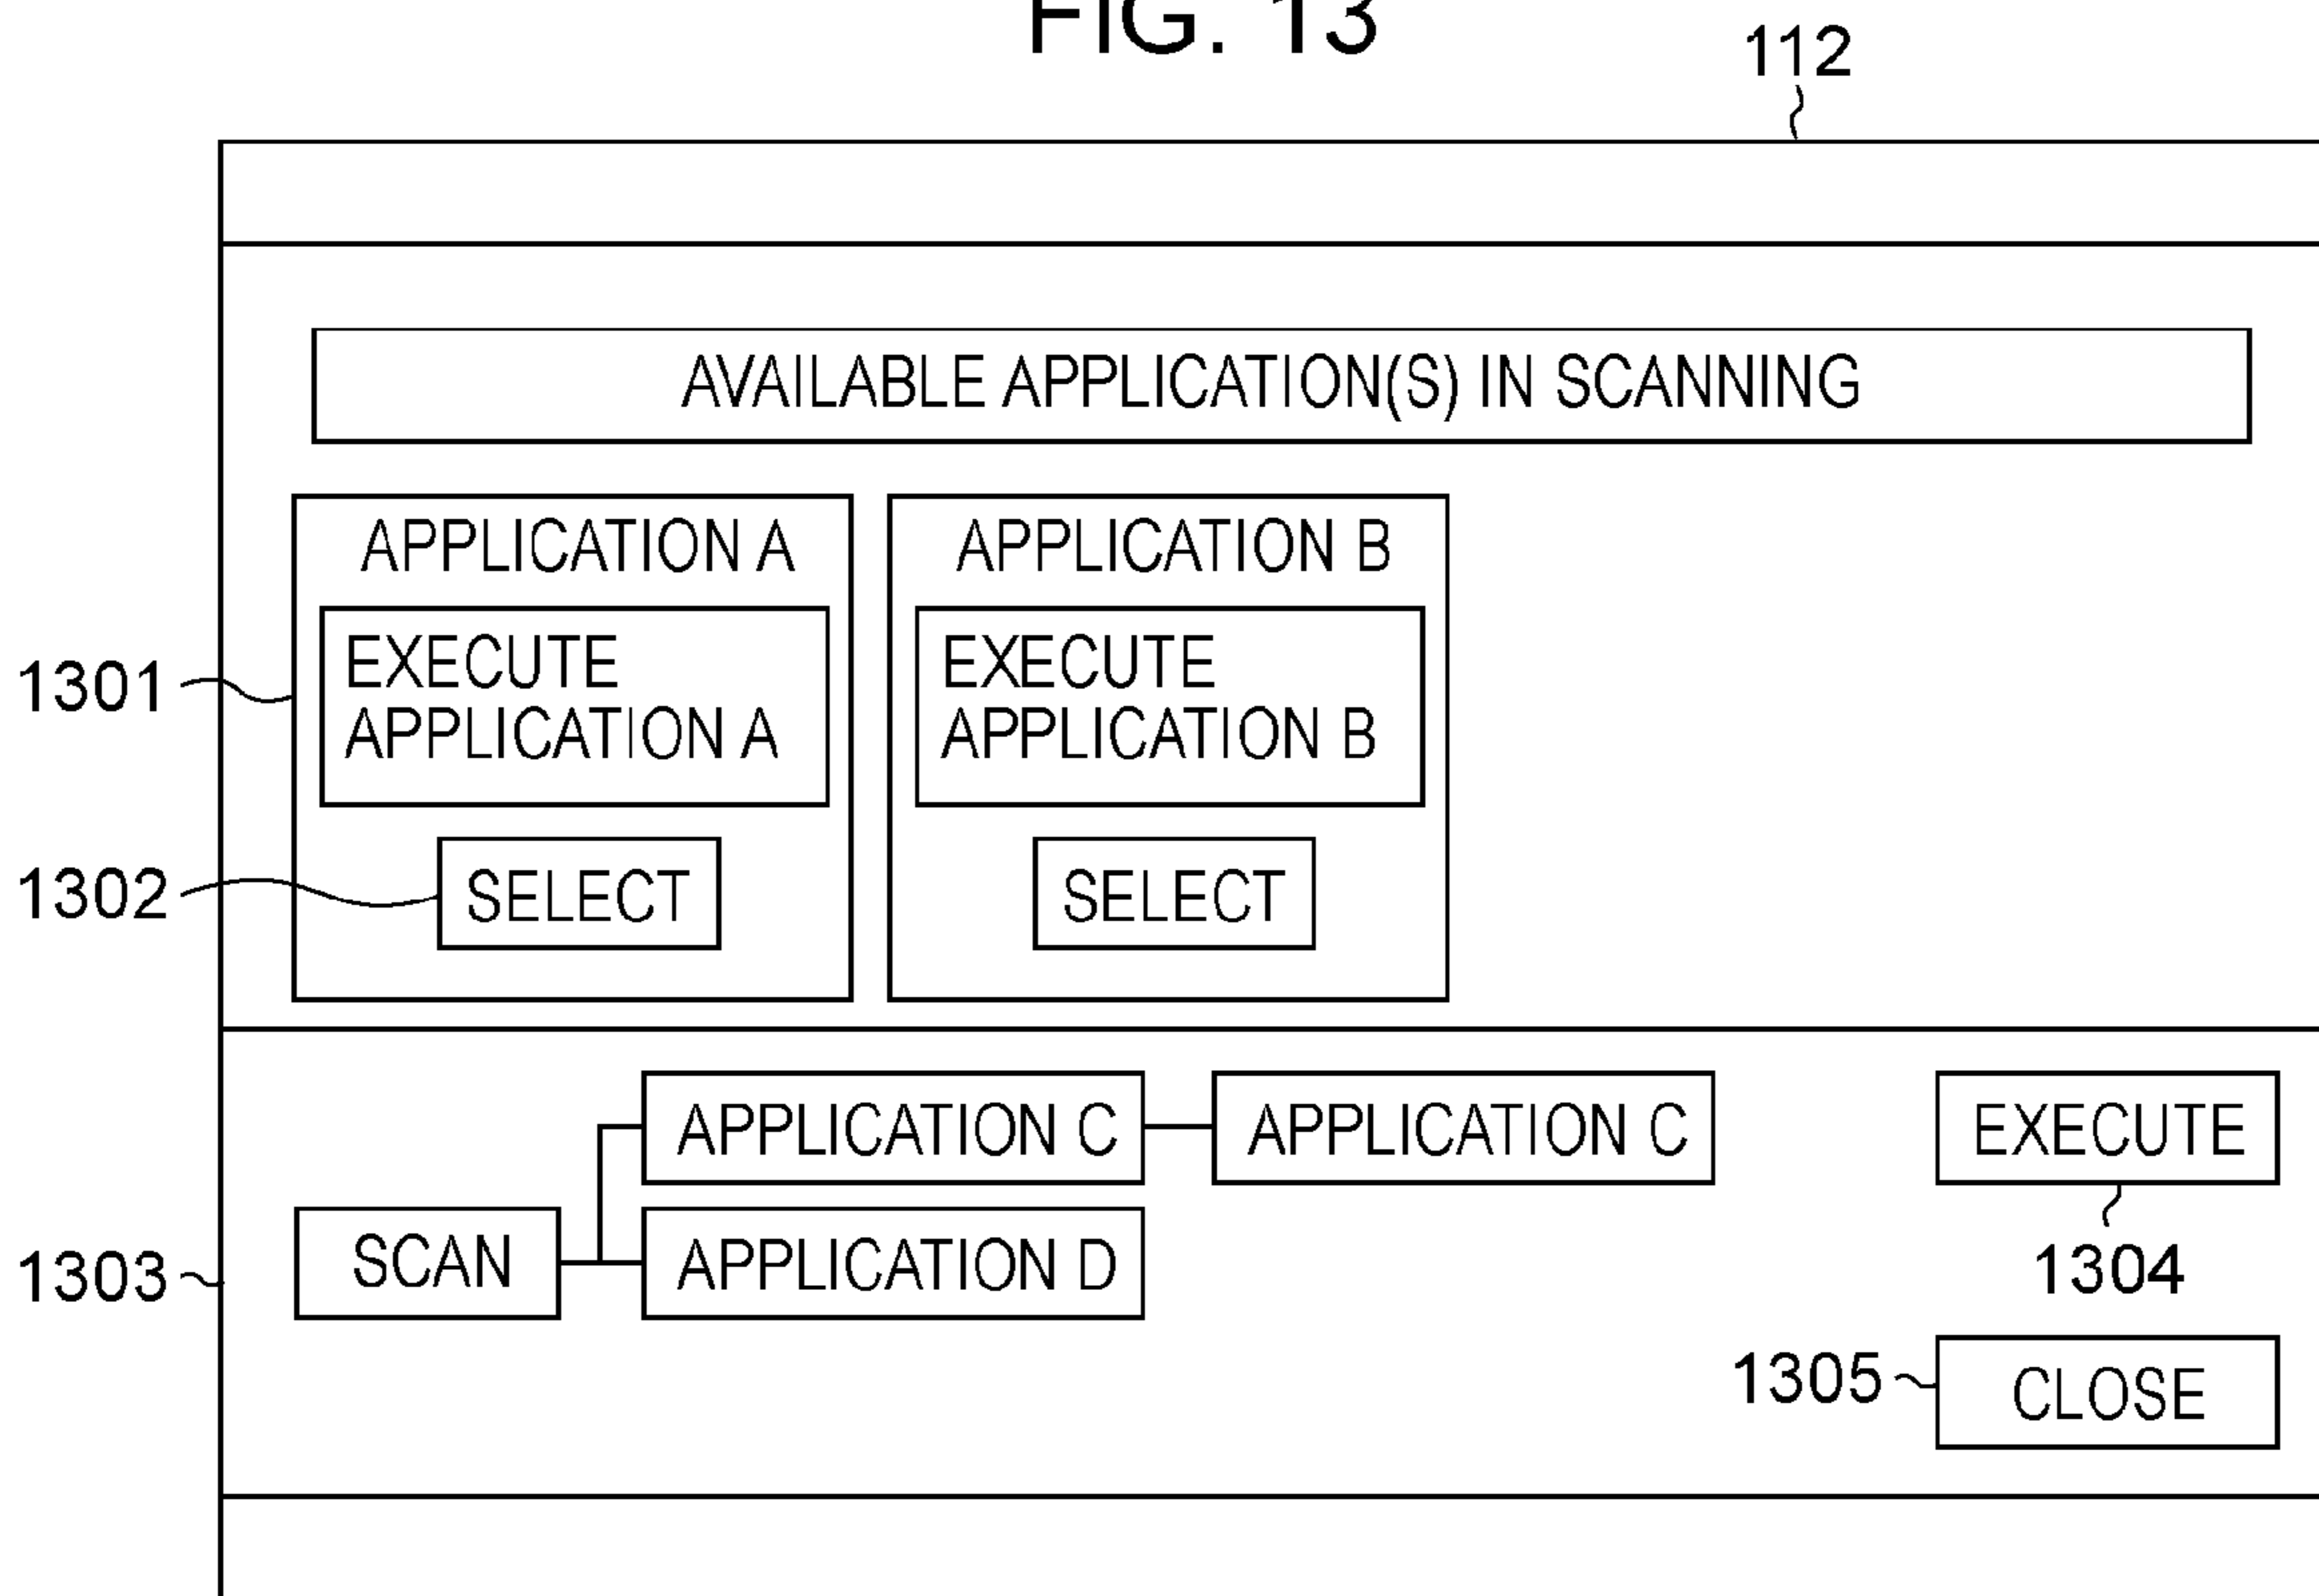 FIG. 13
112
AVAILABLE APPLICATION(S) IN SCANNING
APPLICATION A
EXECUTE
APPLICATION A
SELECT
APPLICATION B
EXECUTE
APPLICATION B
SELECT
1301
1302
APPLICATION C
APPLICATION C
EXECUTE
1304
SCAN
APPLICATION D
1303
1305
CLOSE